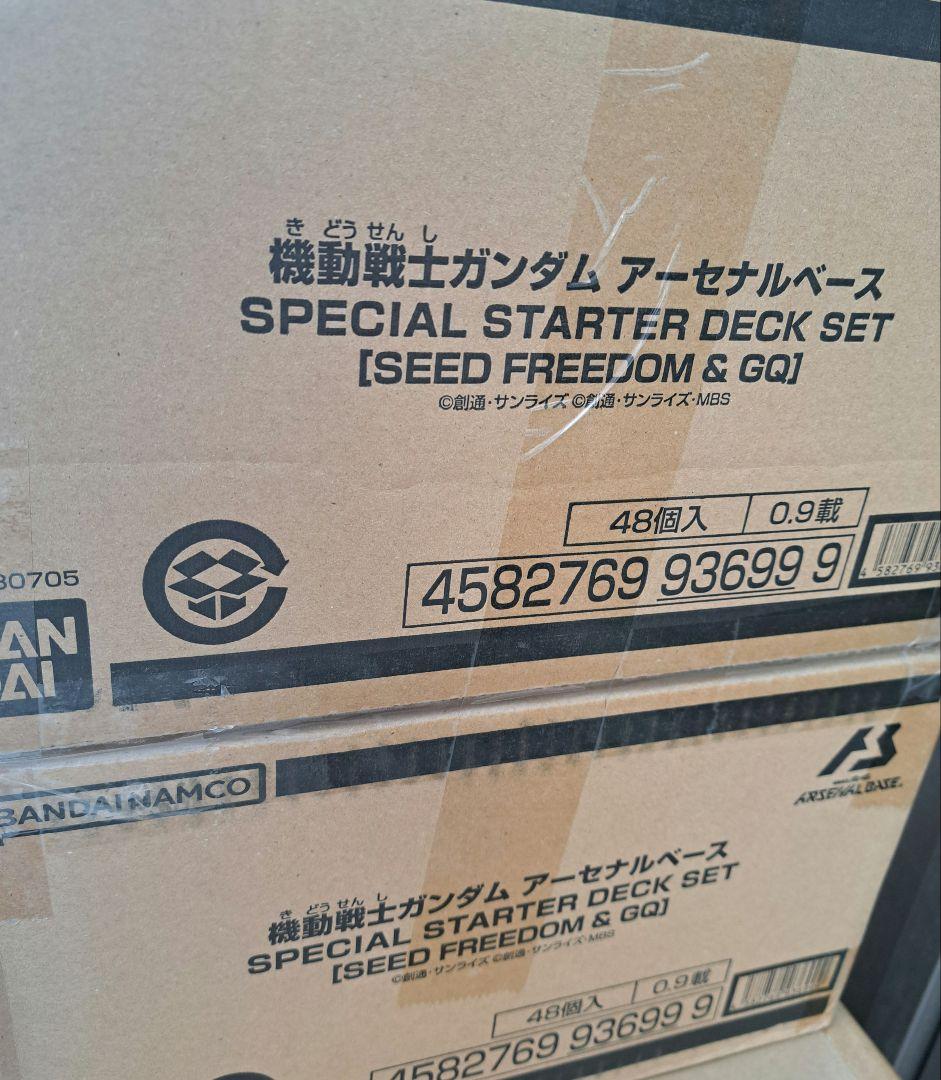 きどうせんし
機動戦士ガンダム アーセナルベース
SPECIAL STARTER DECK SET
[SEED FREEDOM & GQ]
©創通・サンライズ ©創通・サンライズ・MBS
48個入 0.9載
4582769 93699 9
4 582769 93
30705
BANDAI NAMCO
ARSENAL BASE.
きどうせんし
機動戦士ガンダム アーセナルベース
SPECIAL STARTER DECK SET
[SEED FREEDOM & GQ]
©創通・サンライズ ©創通・サンライズ・MBS
48個入 0.9載
4582769 93699 9